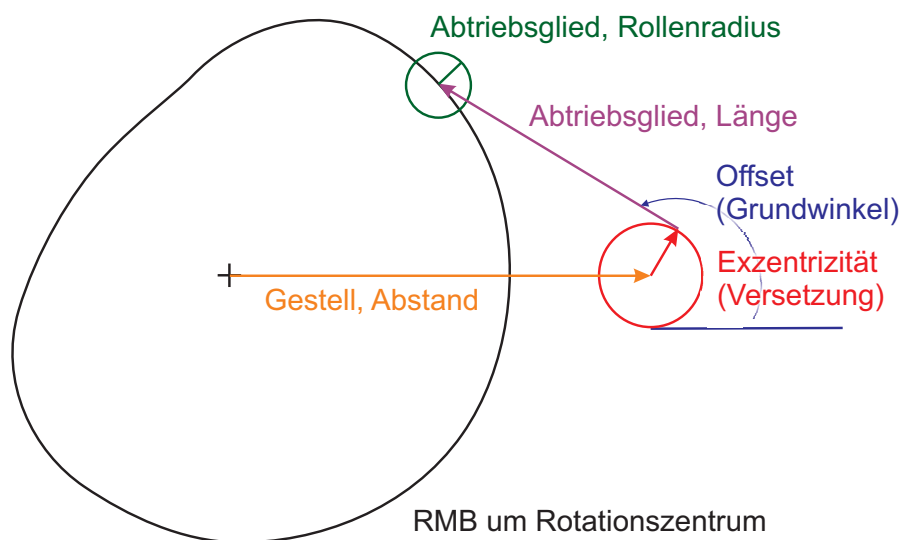 Abtriebsglied, Rollenradius
Abtriebsglied, Länge
Offset
(Grundwinkel)
Exzentrizität
(Versetzung)
Gestell, Abstand
RMB um Rotationszentrum